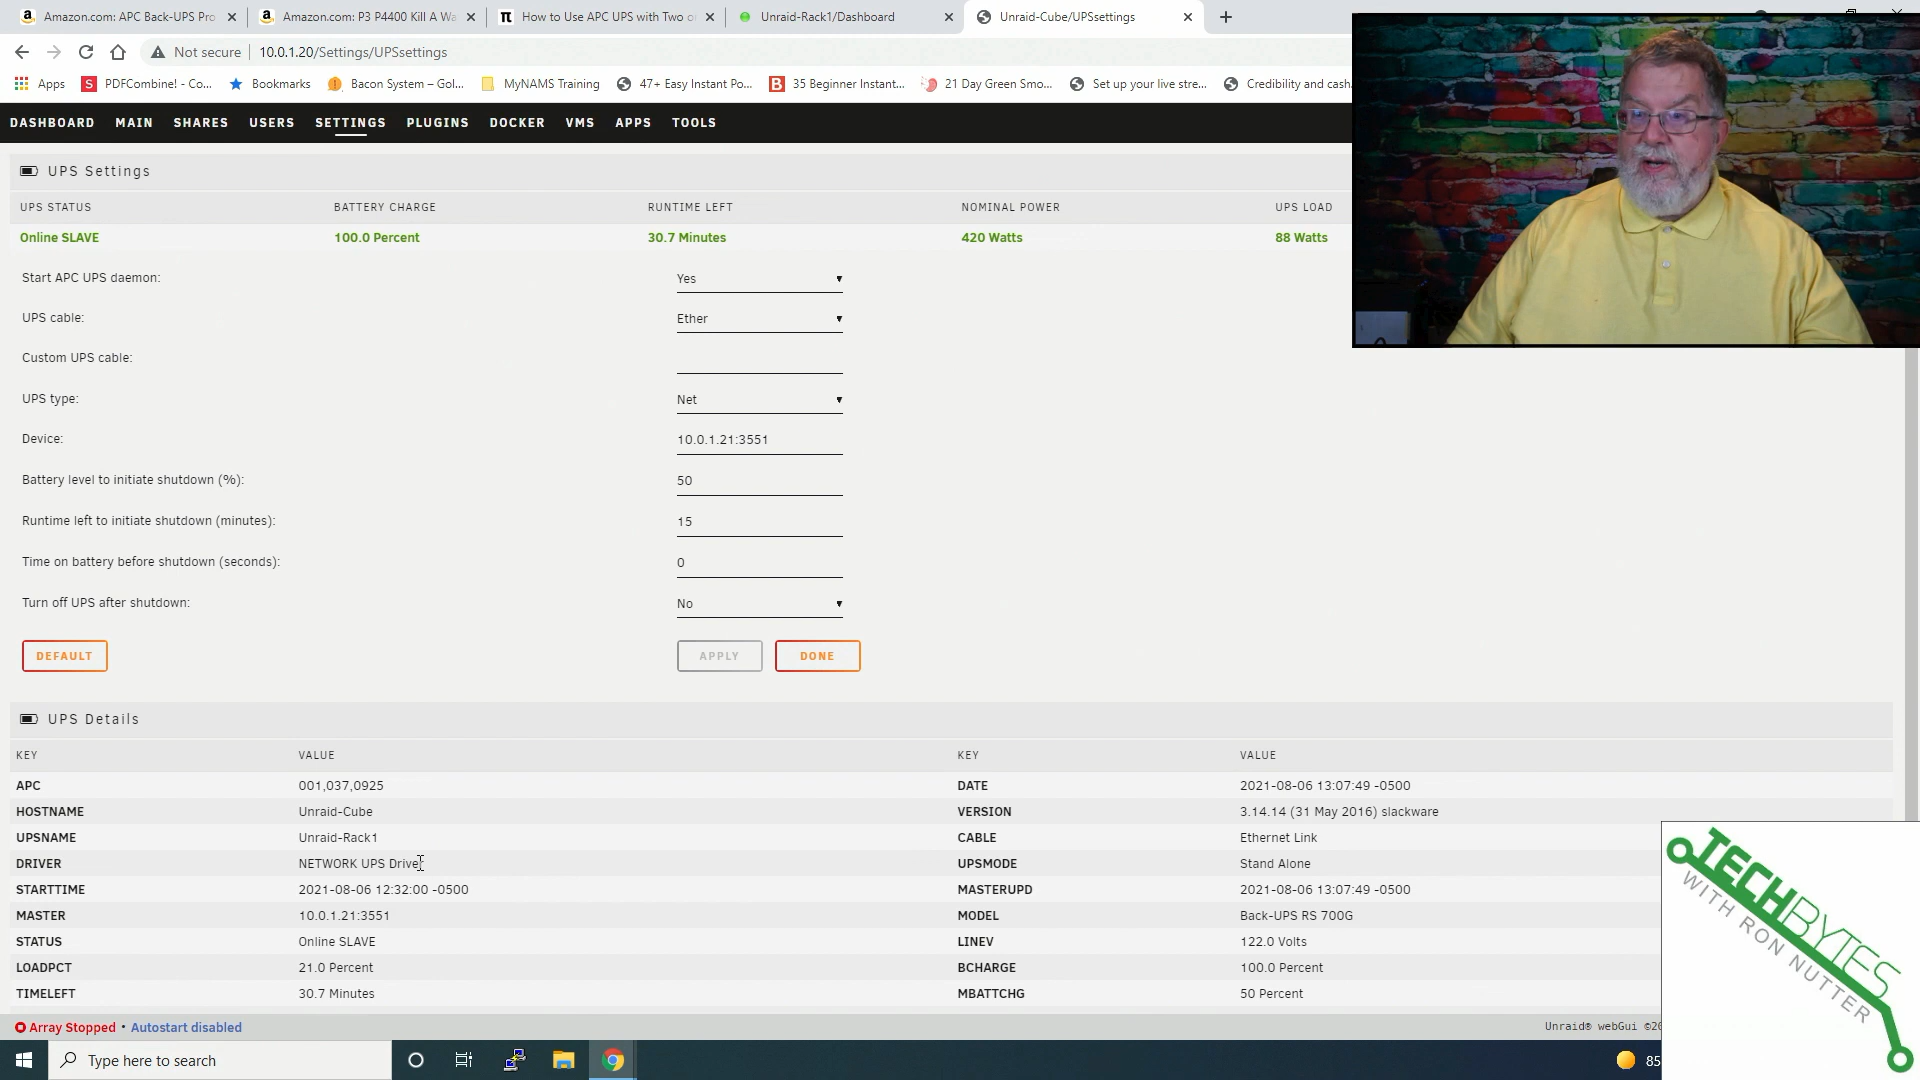 Amazon.com: APC Back-UPS Pro
Amazon.com: P3 P4400 Kill A Wa
How to Use APC UPS with Two o
Unraid-Rack1/Dashboard
Unraid-Cube/UPSsettings
Not secure
10.0.1.20/Settings/UPSsettings
Apps
PDFCombine! - Co...
Bookmarks
Bacon System – Gol...
MyNAMS Training
47+ Easy Instant Po...
35 Beginner Instant...
21 Day Green Smo...
Set up your live stre...
Credibility and cash
DASHBOARD MAIN SHARES USERS SETTINGS PLUGINS DOCKER VMS APPS TOOLS
UPS Settings
UPS STATUS BATTERY CHARGE RUNTIME LEFT NOMINAL POWER UPS LOAD
Online SLAVE 100.0 Percent 30.7 Minutes 420 Watts 88 Watts
Start APC UPS daemon: Yes
UPS cable: Ether
Custom UPS cable:
UPS type: Net
Device: 10.0.1.21:3551
Battery level to initiate shutdown (%): 50
Runtime left to initiate shutdown (minutes): 15
Time on battery before shutdown (seconds): 0
Turn off UPS after shutdown: No
DEFAULT APPLY DONE
UPS Details
KEY VALUE KEY VALUE
APC 001,037,0925 DATE 2021-08-06 13:07:49 -0500
HOSTNAME Unraid-Cube VERSION 3.14.14 (31 May 2016) slackware
UPSNAME Unraid-Rack1 CABLE Ethernet Link
DRIVER NETWORK UPS Driver UPSMODE Stand Alone
STARTTIME 2021-08-06 12:32:00 -0500 MASTERUPD 2021-08-06 13:07:49 -0500
MASTER 10.0.1.21:3551 MODEL Back-UPS RS 700G
STATUS Online SLAVE LINEV 122.0 Volts
LOADPCT 21.0 Percent BCHARGE 100.0 Percent
TIMELEFT 30.7 Minutes MBATTCHG 50 Percent
Array Stopped • Autostart disabled
Unraid® webGui ©20
Type here to search
85
TECHBYTES
WITH RON NUTTER